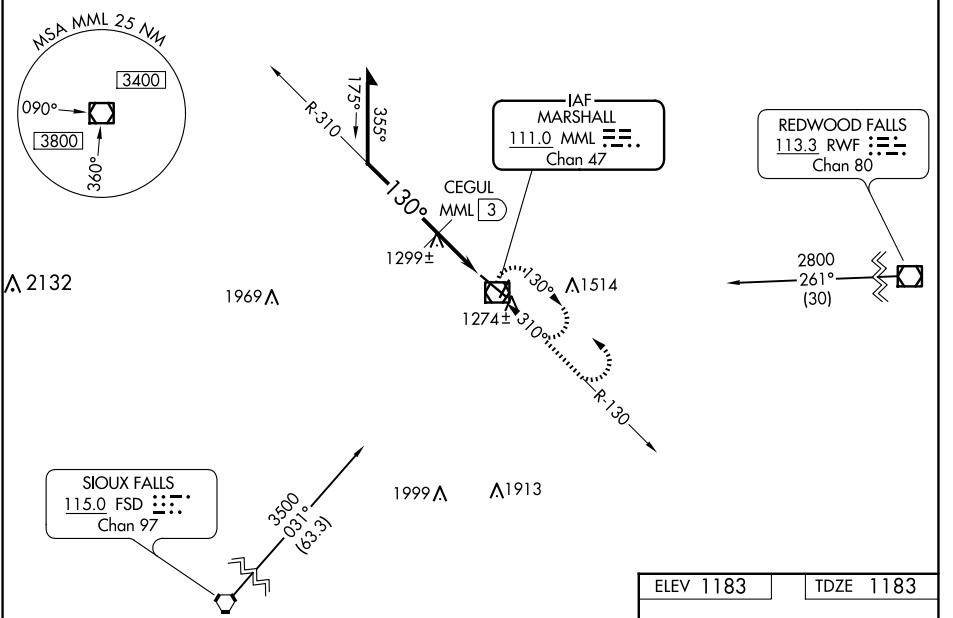 MSA MML 25 NM
3400
090°
3800
360°
R-310
175°
355°
130°
CEGUL
MML 3
1299±
IAF
MARSHALL
111.0 MML
Chan 47
REDWOOD FALLS
113.3 RWF
Chan 80
2800
261°
(30)
2132
1969
130°
1514
1274±
310°
R-130
SIOUX FALLS
115.0 FSD
Chan 97
3500
031°
(63.3)
1999
1913
ELEV 1183
TDZE 1183